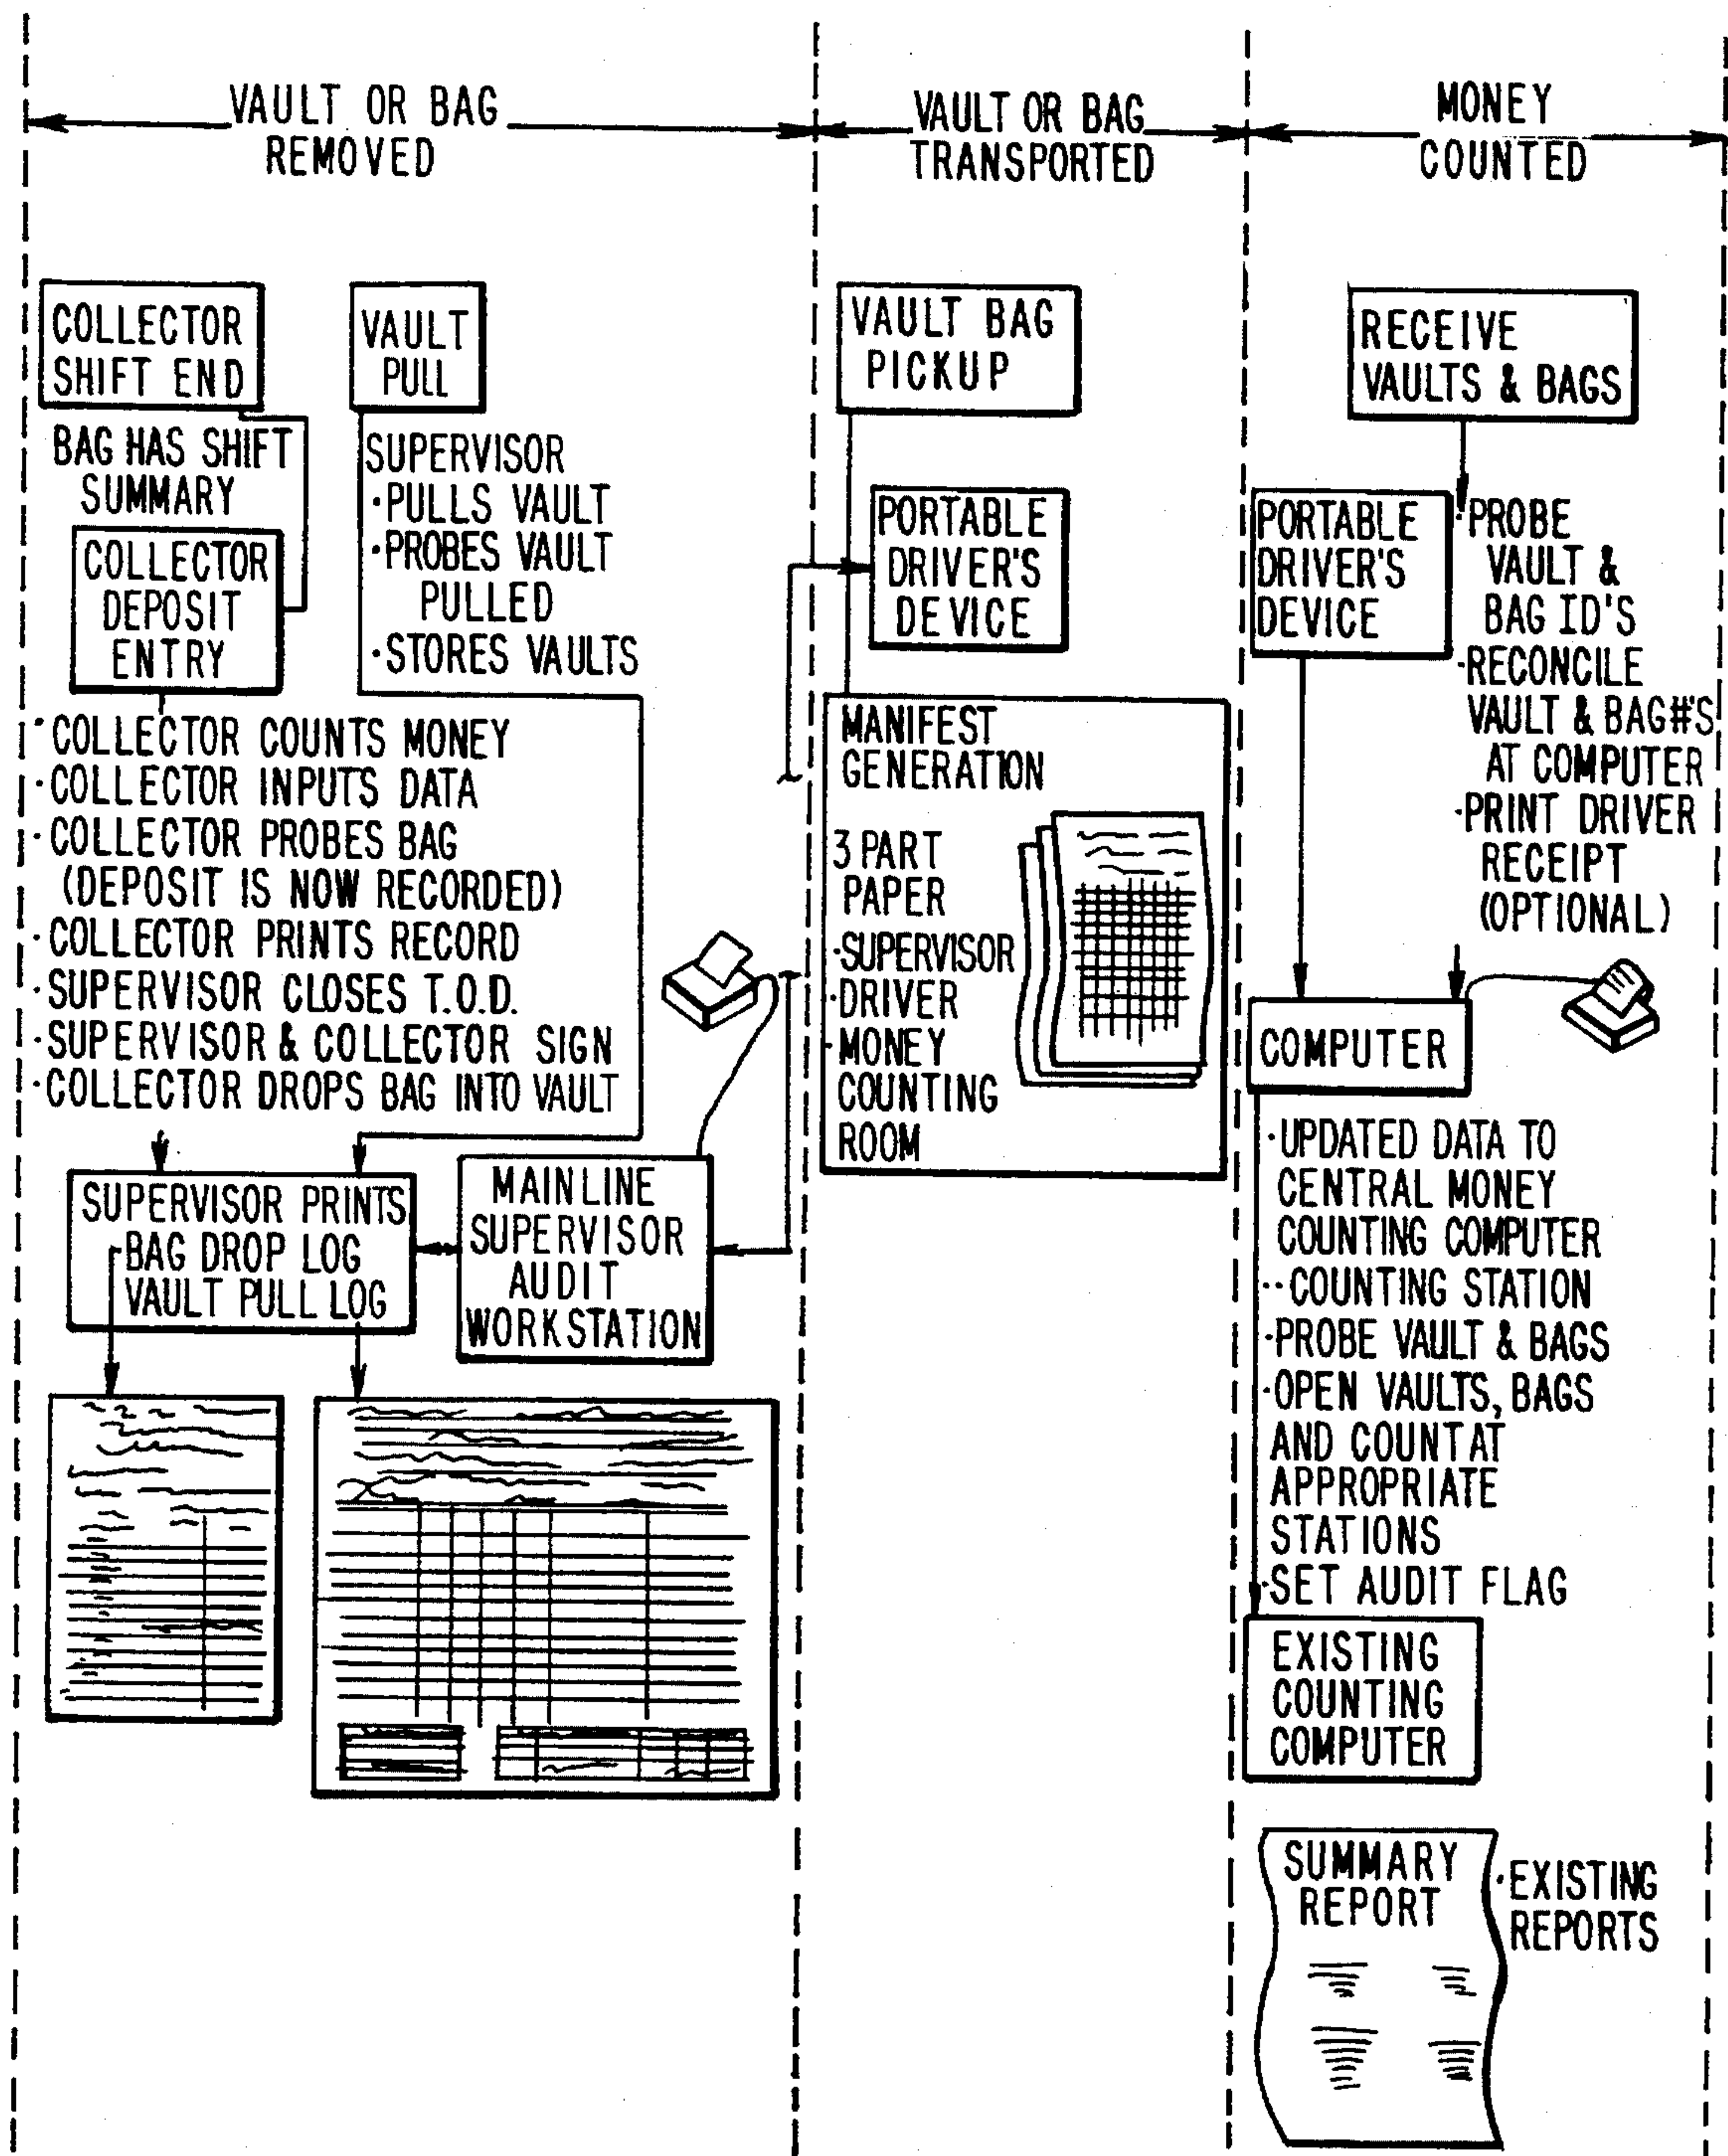 VAULT OR BAG
REMOVED
VAULT OR BAG
TRANSPORTED
MONEY
COUNTED
COLLECTOR
SHIFT END
BAG HAS SHIFT
SUMMARY
COLLECTOR
DEPOSIT
ENTRY
·COLLECTOR COUNTS MONEY
·COLLECTOR INPUTS DATA
·COLLECTOR PROBES BAG
(DEPOSIT IS NOW RECORDED)
·COLLECTOR PRINTS RECORD
·SUPERVISOR CLOSES T.O.D.
·SUPERVISOR & COLLECTOR SIGN
·COLLECTOR DROPS BAG INTO VAULT
VAULT
PULL
SUPERVISOR
·PULLS VAULT
·PROBES VAULT
PULLED
·STORES VAULTS
SUPERVISOR PRINTS
BAG DROP LOG
VAULT PULL LOG
MAINLINE
SUPERVISOR
AUDIT
WORKSTATION
VAULT BAG
PICKUP
PORTABLE
DRIVER'S
DEVICE
MANIFEST
GENERATION
3 PART
PAPER
·SUPERVISOR
·DRIVER
·MONEY
COUNTING
ROOM
RECEIVE
VAULTS & BAGS
PORTABLE
DRIVER'S
DEVICE
·PROBE
VAULT &
BAG ID'S
·RECONCILE
VAULT & BAG#'S
AT COMPUTER
·PRINT DRIVER
RECEIPT
(OPTIONAL)
COMPUTER
·UPDATED DATA TO
CENTRAL MONEY
COUNTING COMPUTER
··COUNTING STATION
·PROBE VAULT & BAGS
·OPEN VAULTS, BAGS
AND COUNT AT
APPROPRIATE
STATIONS
·SET AUDIT FLAG
EXISTING
COUNTING
COMPUTER
SUMMARY
REPORT
·EXISTING
REPORTS